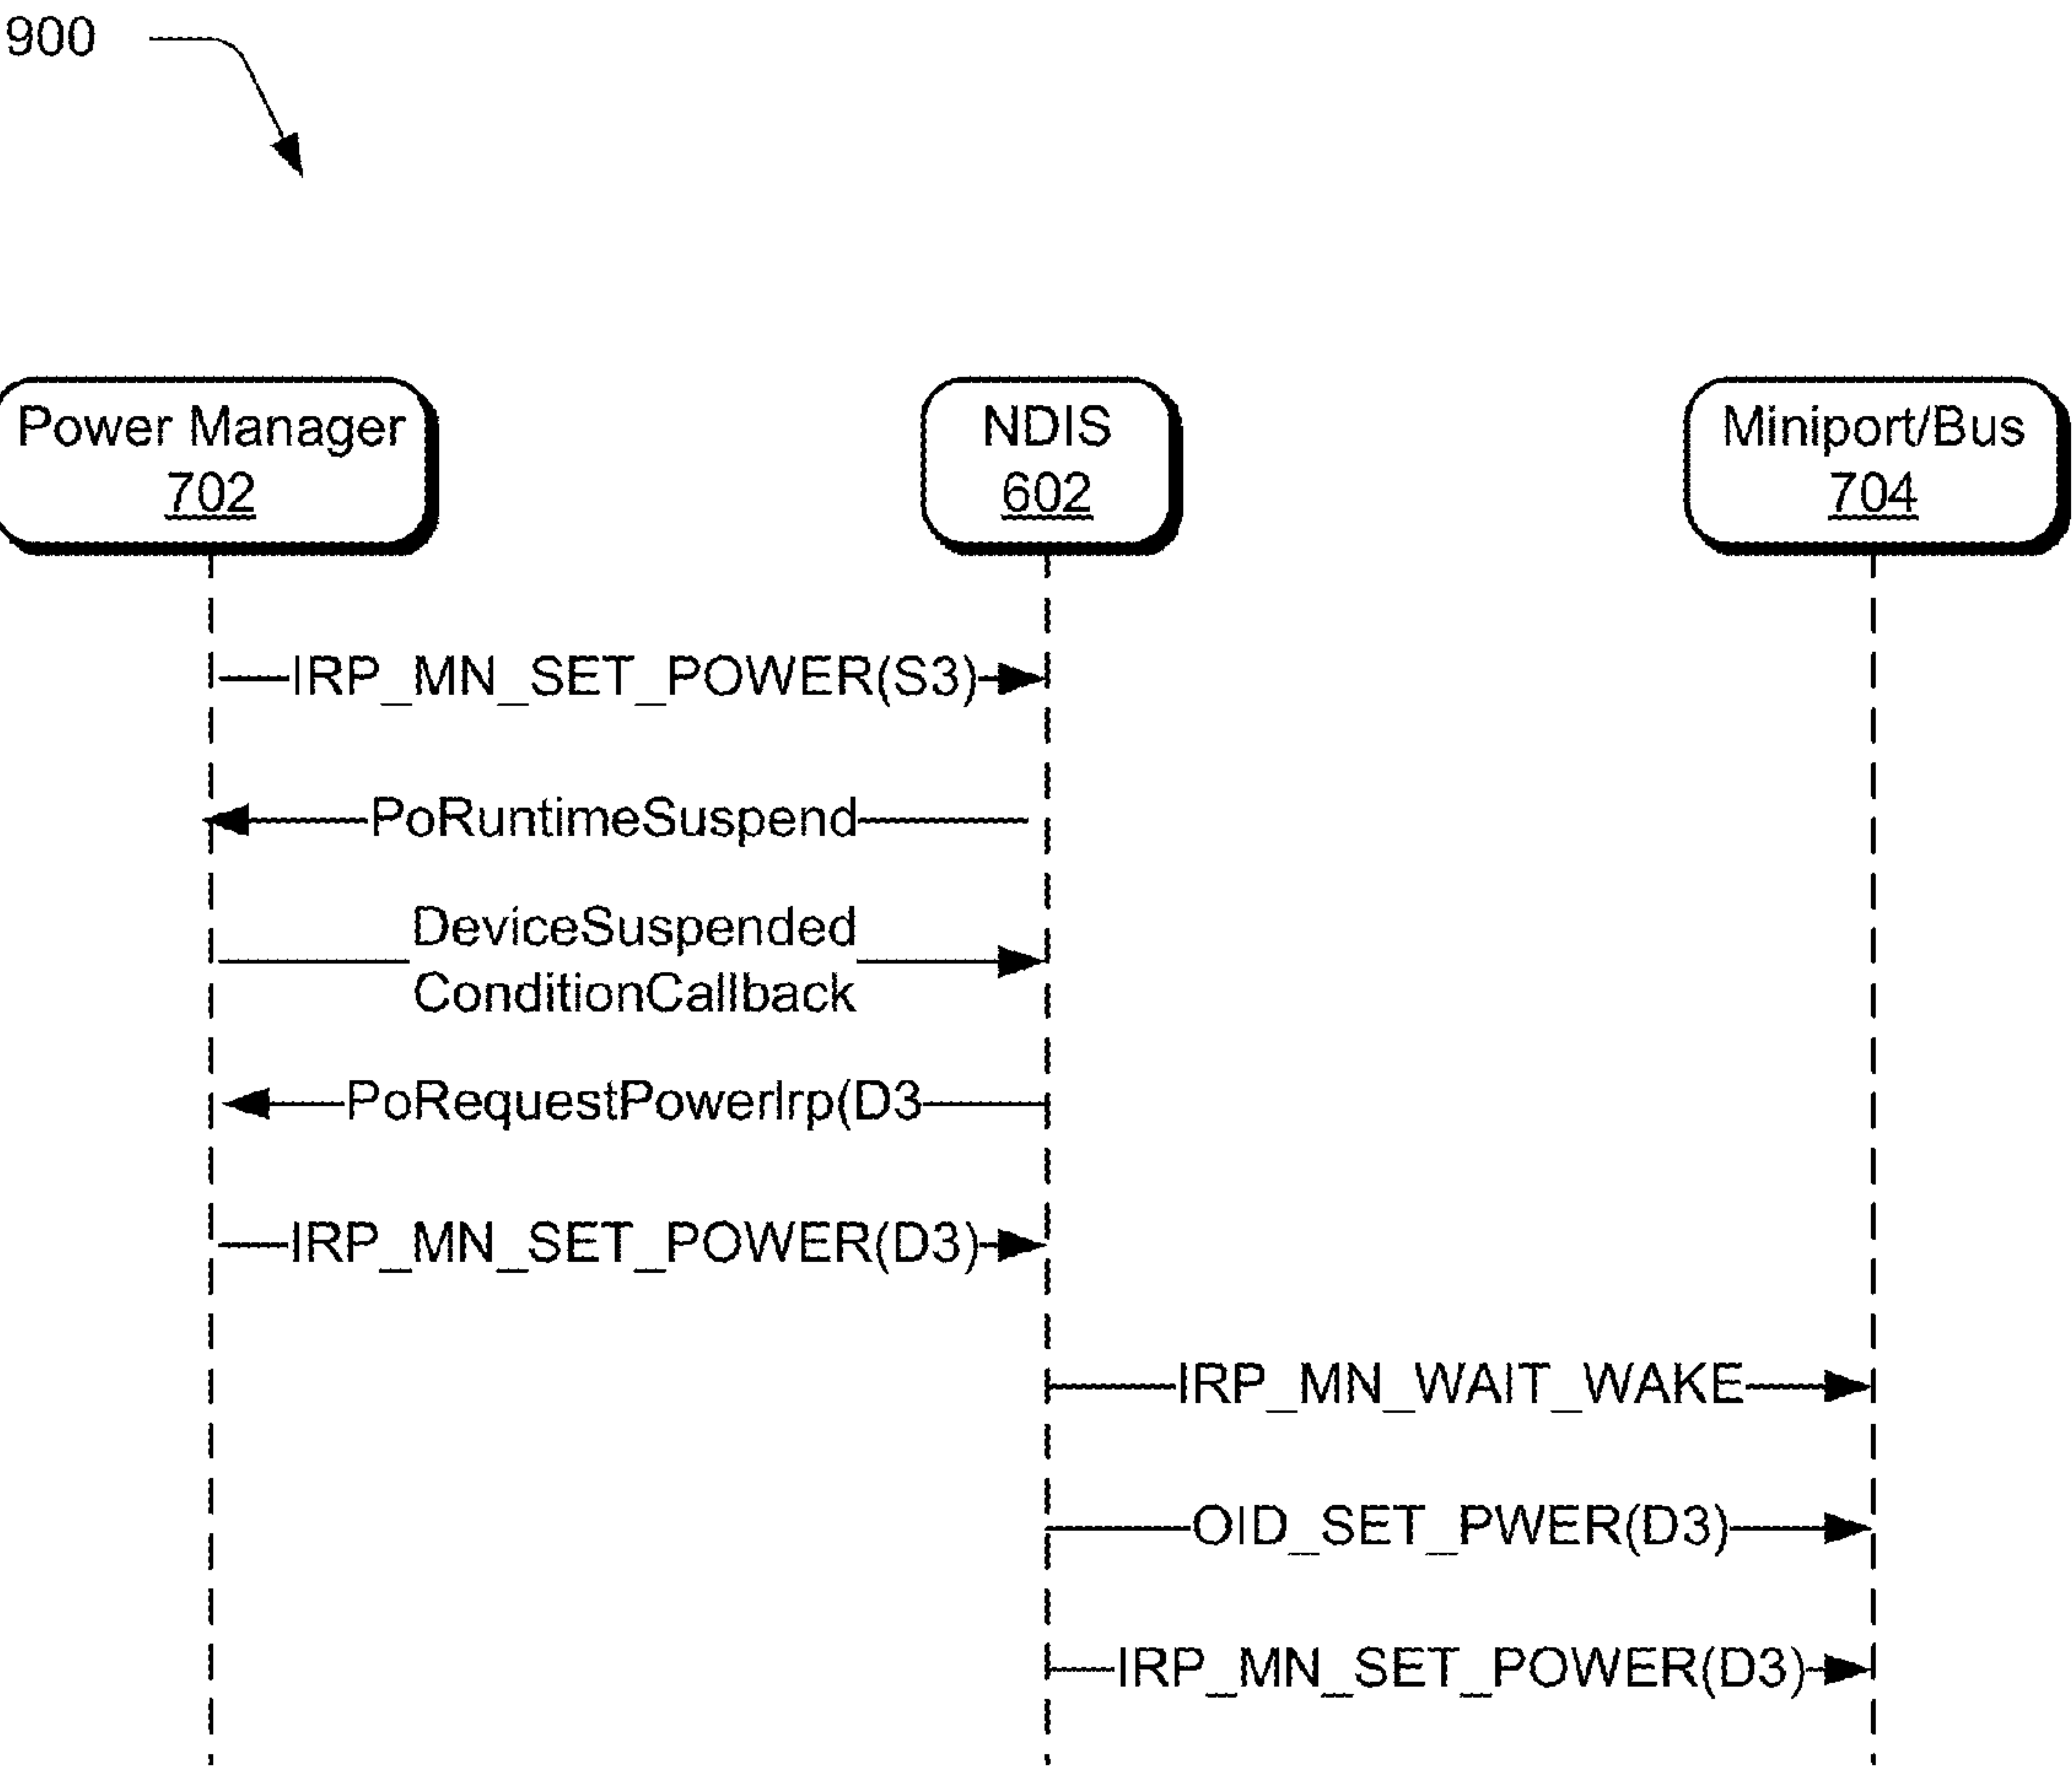 900
Power Manager
702
NDIS
602
Miniport/Bus
704
IRP_MN_SET_POWER(S3)
PoRuntimeSuspend
DeviceSuspended
ConditionCallback
PoRequestPowerIrp(D3
IRP_MN_SET_POWER(D3)
IRP_MN_WAIT_WAKE
OID_SET_PWER(D3)
IRP_MN_SET_POWER(D3)